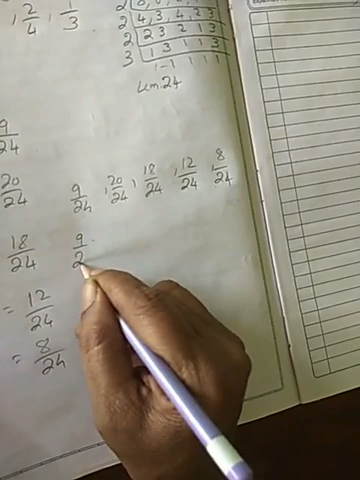 , 2/4 , 1/3
2 4, 3, 4, 2 3
2 2 3 2 1 3
3 1 3 1 1 3
1 1 1 1 1
Lcm. 24
9/24
20/24
9/24 , 20/24 , 18/24 , 12/24 , 8/24
18/24 9/2
= 12/24
= 8/24